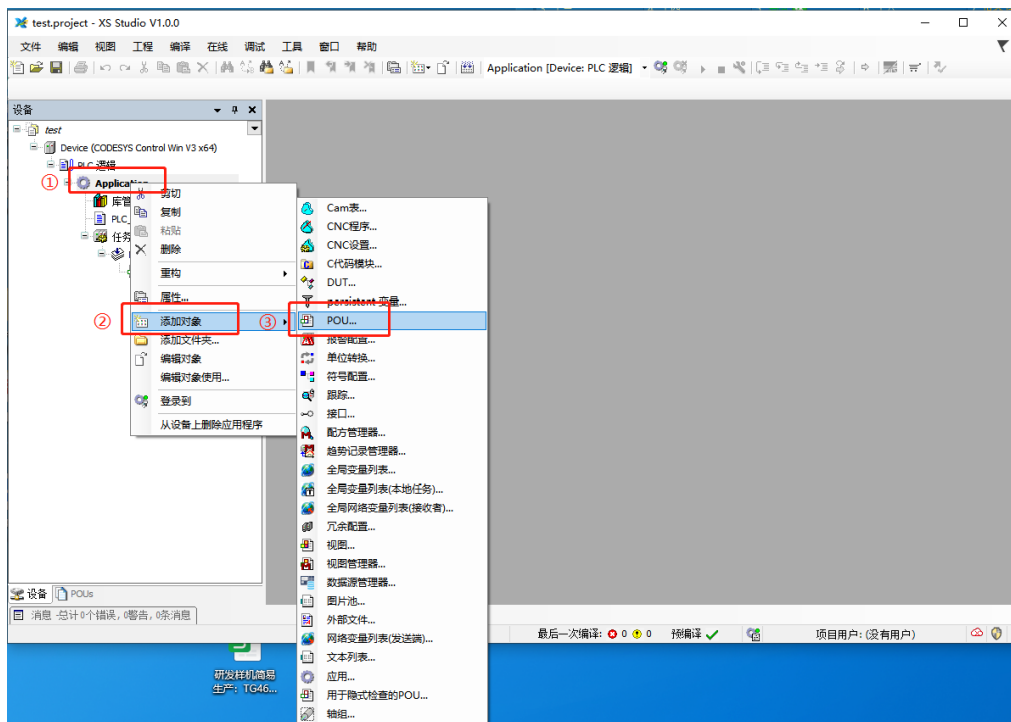 test.project - XS Studio V1.0.0
文件 编辑 视图 工程 编译 在线 调试 工具 窗口 帮助
Application [Device: PLC 逻辑]
设备
test
Device (CODESYS Control Win V3 x64)
PLC 逻辑
① Application
库管
PLC_
任务
剪切
复制
粘贴
删除
重构
属性...
② 添加对象
添加文件夹...
编辑对象
编辑对象使用...
登录到
从设备上删除应用程序
Cam表...
CNC程序...
CNC设置...
C代码模块...
DUT...
persistent 变量...
③ POU...
报警配置...
单位转换...
符号配置...
跟踪...
接口...
配方管理器...
趋势记录管理器...
全局变量列表...
全局变量列表(本地任务)...
全局网络变量列表(接收者)...
冗余配置...
视图...
视图管理器...
数据源管理器...
图片池...
外部文件...
网络变量列表(发送端)...
文本列表...
应用...
用于隐式检查的POU...
轴组...
设备 POUs
消息 -总计0个错误, 0警告, 0条消息
最后一次编译: 0 0 预编译 项目用户: (没有用户)
研发样机简易
生产: TG46...